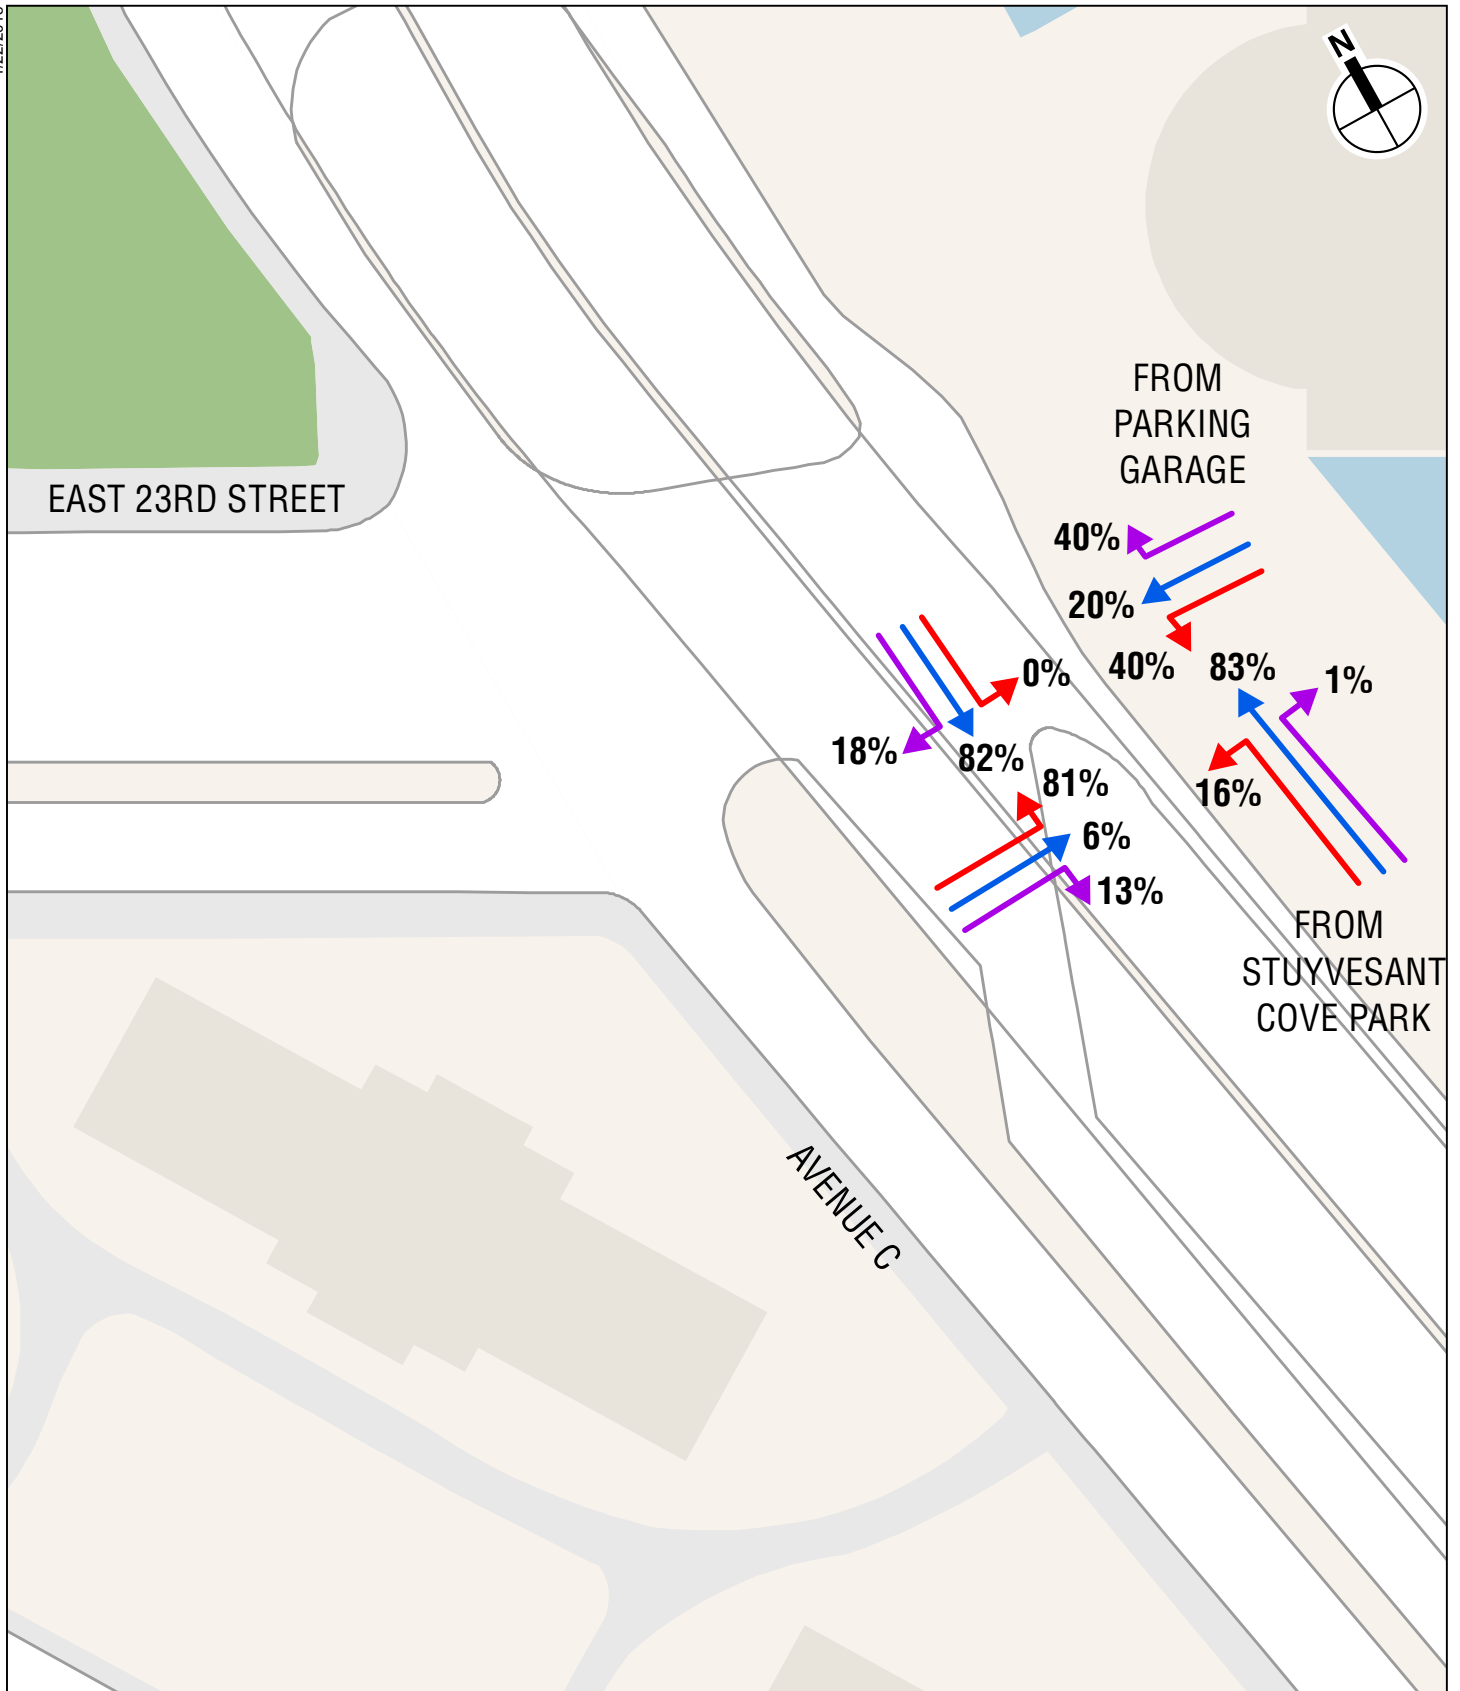 N
FROM
PARKING
GARAGE
EAST 23RD STREET
40%
20%
40%
83%
1%
0%
18%
82%
81%
16%
6%
13%
FROM
STUYVESANT
COVE PARK
AVENUE C